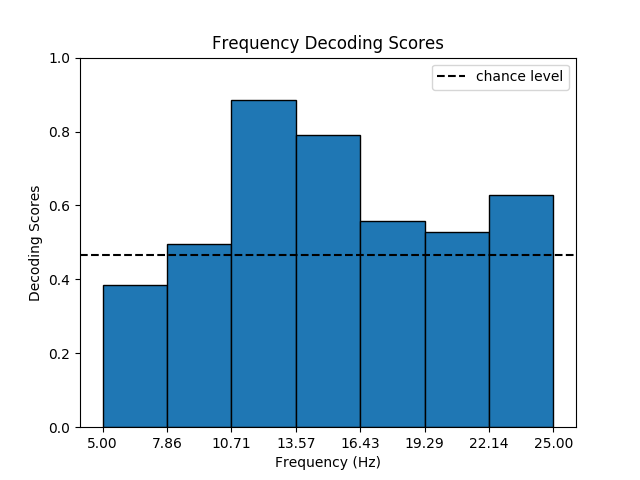 Frequency Decoding Scores
chance level
1.0
0.8
0.6
0.4
0.2
0.0
Decoding Scores
5.00 7.86 10.71 13.57 16.43 19.29 22.14 25.00
Frequency (Hz)